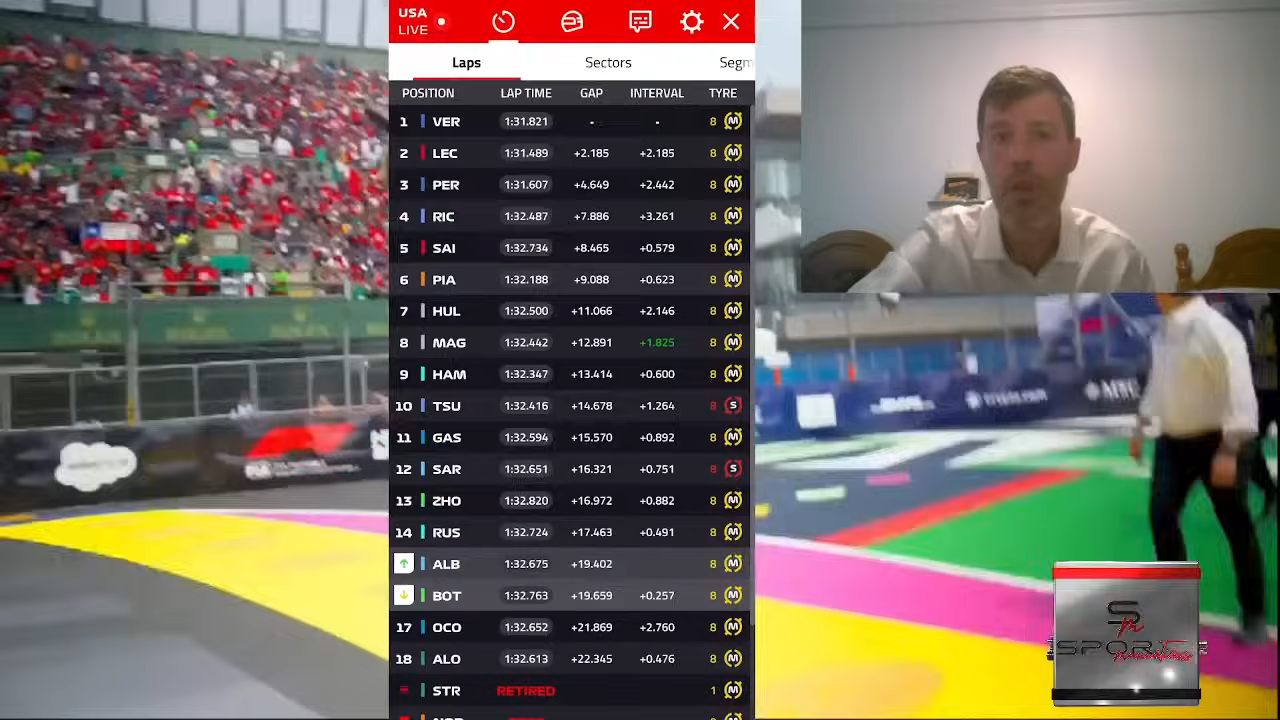 USA
LIVE
Laps Sectors Segm
POSITION LAP TIME GAP INTERVAL TYRE
1 VER 1:31.821 - - 8 M
2 LEC 1:31.489 +2.185 +2.185 8 M
3 PER 1:31.607 +4.649 +2.442 8 M
4 RIC 1:32.487 +7.886 +3.261 8 M
5 SAI 1:32.734 +8.465 +0.579 8 M
6 PIA 1:32.188 +9.088 +0.623 8 M
7 HUL 1:32.500 +11.066 +2.146 8 M
8 MAG 1:32.442 +12.891 +1.825 8 M
9 HAM 1:32.347 +13.414 +0.600 8 M
10 TSU 1:32.416 +14.678 +1.264 8 S
11 GAS 1:32.594 +15.570 +0.892 8 M
12 SAR 1:32.651 +16.321 +0.751 8 S
13 ZHO 1:32.820 +16.972 +0.882 8 M
14 RUS 1:32.724 +17.463 +0.491 8 M
ALB 1:32.675 +19.402 8 M
BOT 1:32.763 +19.659 +0.257 8 M
17 OCO 1:32.652 +21.869 +2.760 8 M
18 ALO 1:32.613 +22.345 +0.476 8 M
STR RETIRED 1 M